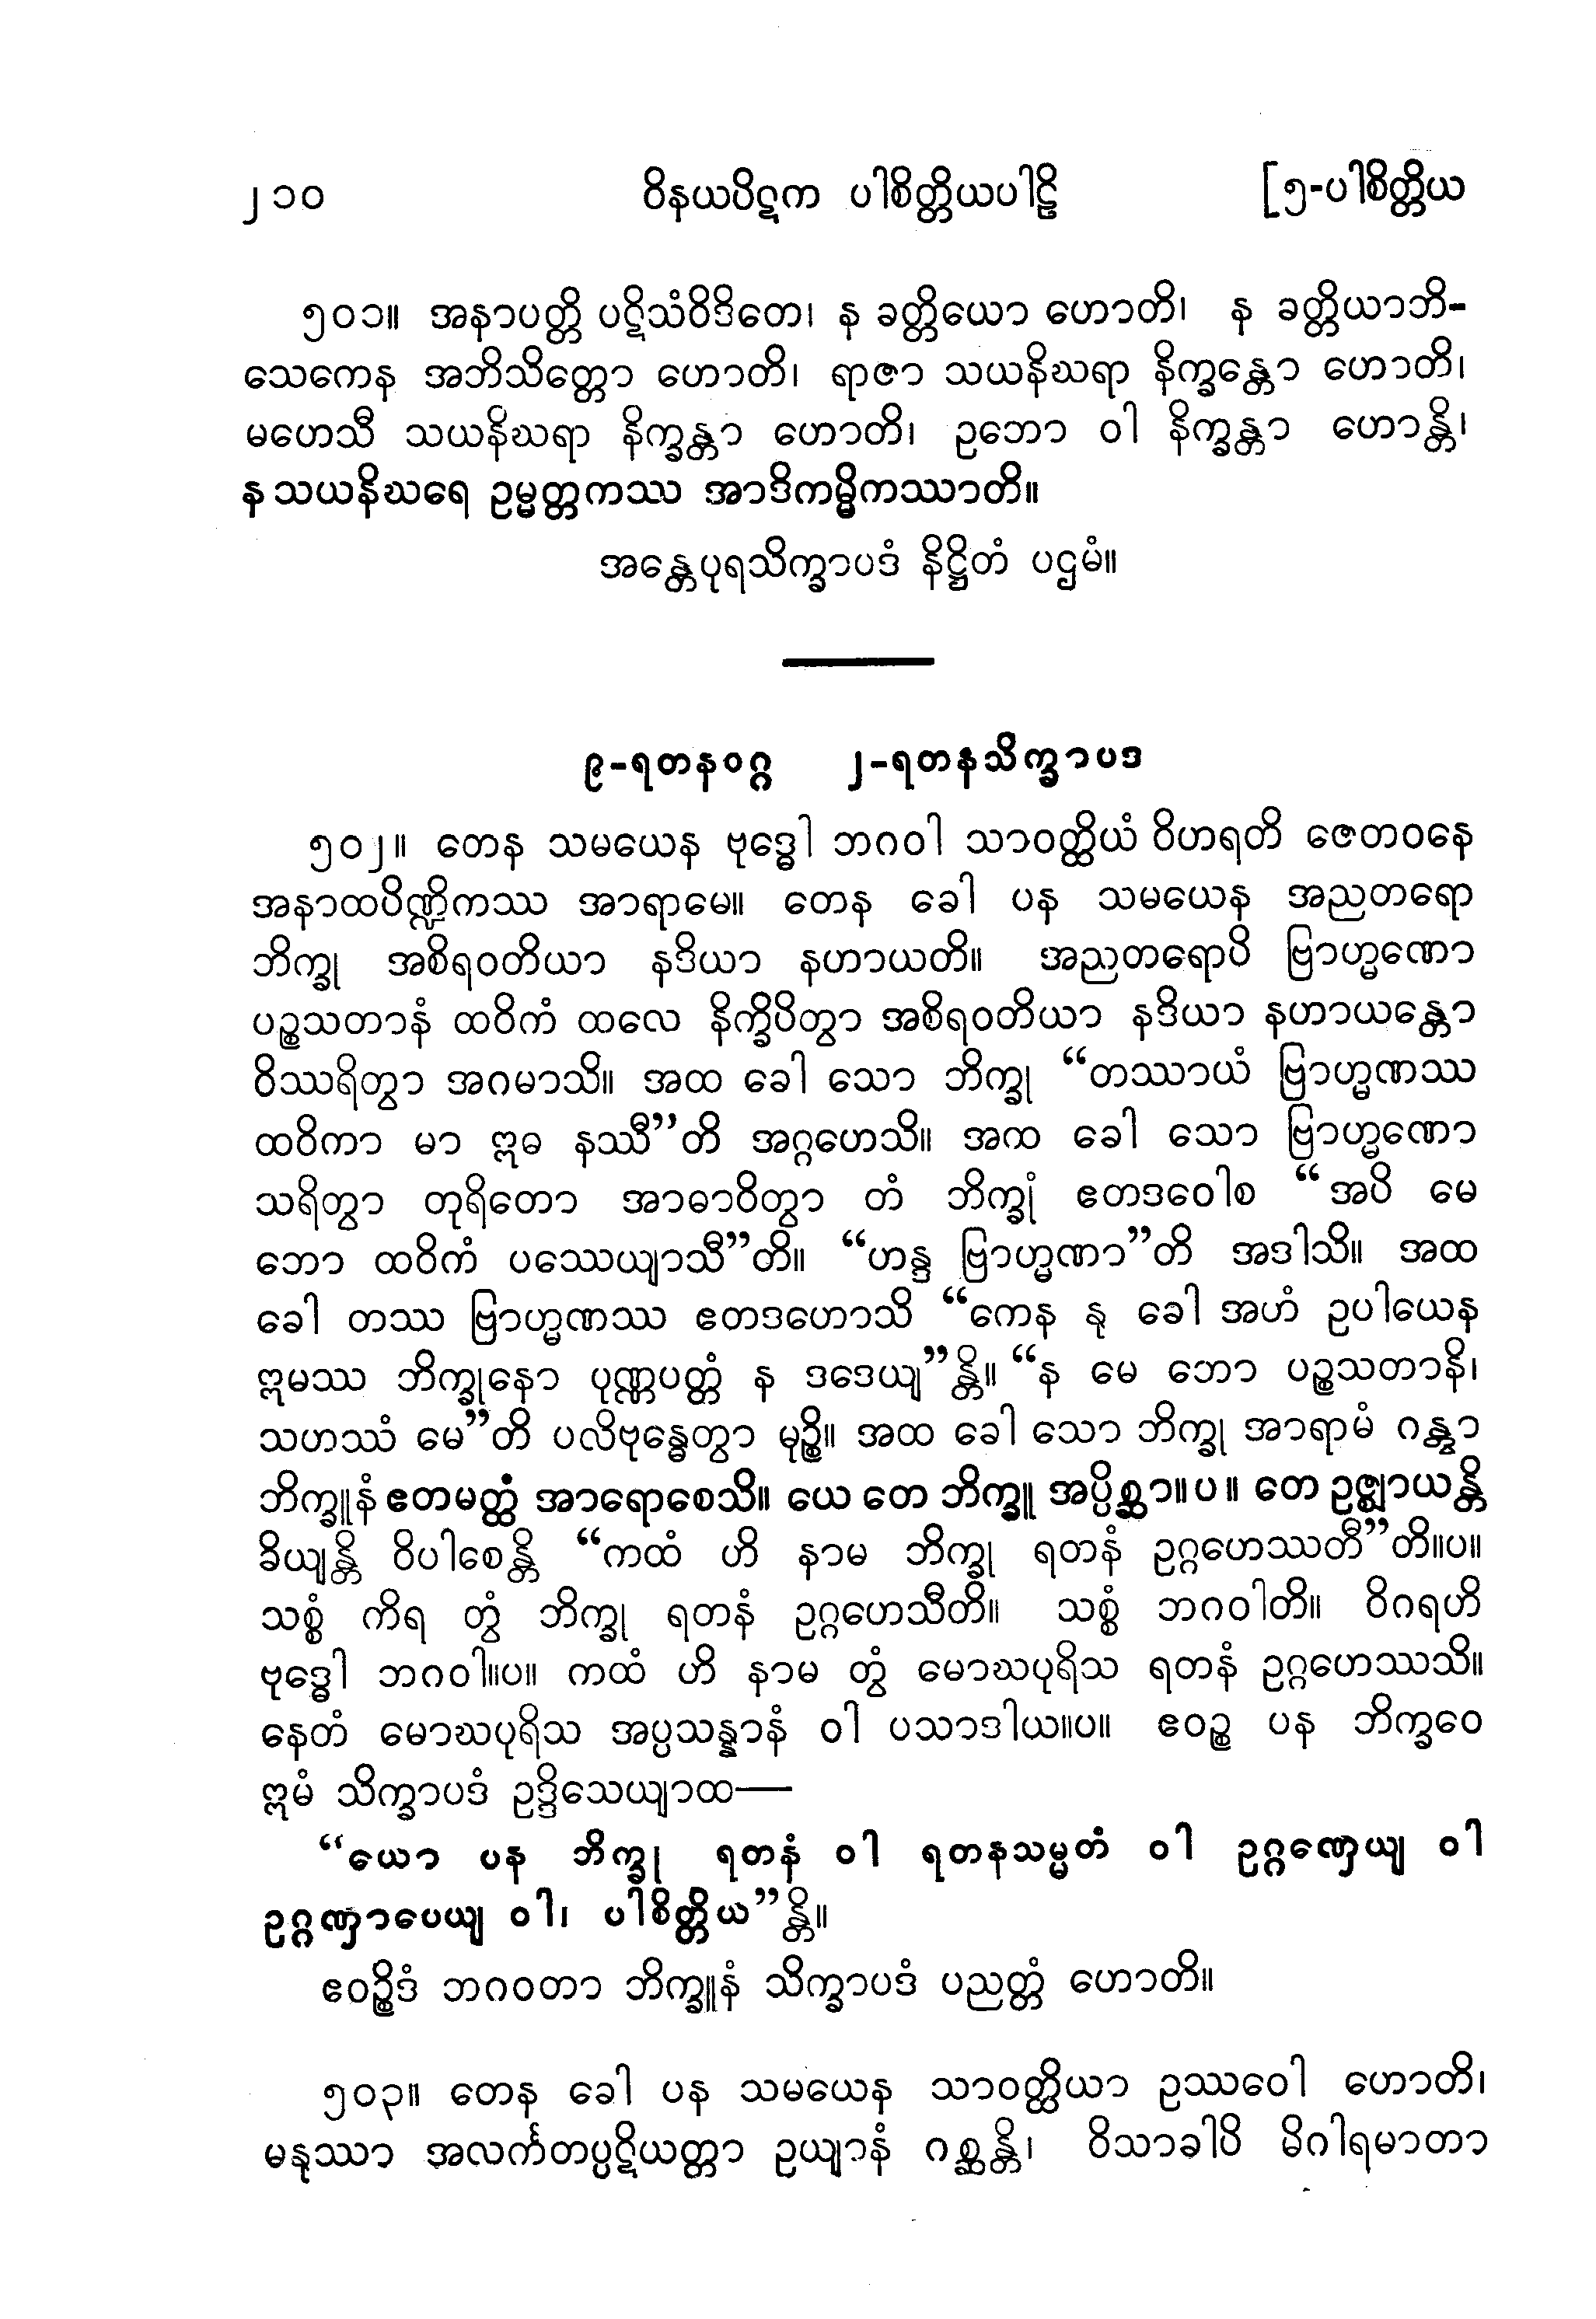 ၂၁၀ ဝိနယပိဋက ပါစိတ္တိယပါဠိ [၅-ပါစိတ္တိယ
၅၀၁။ အနာပတ္တိ ပဋိသံဝိဒိတေ၊ န ခတ္တိယော ဟောတိ၊ န ခတ္တိယာဘိ-
သေကေန အဘိသိတ္တော ဟောတိ၊ ရာဇာ သယနိဃရာ နိက္ခန္တော ဟောတိ၊
မဟေသီ သယနိဃရာ နိက္ခန္တာ ဟောတိ၊ ဥဘော ဝါ နိက္ခန္တာ ဟောန္တိ၊
န သယနိဃရေ ဥမ္မတ္တကဿ အာဒိကမ္မိကဿာတိ။
အန္တေပုရသိက္ခာပဒံ နိဋ္ဌိတံ ပဌမံ။
၉-ရတနဝဂ္ဂ ၂-ရတနသိက္ခာပဒ
၅၀၂။ တေန သမယေန ဗုဒ္ဓေါ ဘဂဝါ သာဝတ္ထိယံ ဝိဟရတိ ဇေတဝနေ
အနာထပိဏ္ဍိကဿ အာရာမေ။ တေန ခေါ ပန သမယေန အညတရော
ဘိက္ခု အစိရဝတိယာ နဒိယာ နဟာယတိ။ အညတရောပိ ဗြာဟ္မဏော
ပဉ္စသတာနံ ထဝိကံ ထလေ နိက္ခိပိတွာ အစိရဝတိယာ နဒိယာ နဟာယန္တော
ဝိဿရိတွာ အဂမာသိ။ အထ ခေါ သော ဘိက္ခု “တဿာယံ ဗြာဟ္မဏဿ
ထဝိကာ မာ ဣဓ နဿီ”တိ အဂ္ဂဟေသိ။ အထ ခေါ သော ဗြာဟ္မဏော
သရိတွာ တုရိတော အာဓာဝိတွာ တံ ဘိက္ခုံ ဧတဒဝေါစ “အပိ မေ
ဘော ထဝိကံ ပဿေယျာသီ”တိ။ “ဟန္ဒ ဗြာဟ္မဏာ”တိ အဒါသိ။ အထ
ခေါ တဿ ဗြာဟ္မဏဿ ဧတဒဟောသိ “ကေန နု ခေါ အဟံ ဥပါယေန
ဣမဿ ဘိက္ခုနော ပုဏ္ဏပတ္တံ န ဒဒေယျ”န္တိ။ “န မေ ဘော ပဉ္စသတာနိ၊
သဟဿံ မေ”တိ ပလိဗုန္ဓေတွာ မုဉ္စိ။ အထ ခေါ သော ဘိက္ခု အာရာမံ ဂန္တွာ
ဘိက္ခူနံ ဧတမတ္ထံ အာရောစေသိ။ ယေ တေ ဘိက္ခူ အပ္ပိစ္ဆာ။ပ။ တေ ဥဇ္ဈာယန္တိ
ခိယျန္တိ ဝိပါစေန္တိ “ကထံ ဟိ နာမ ဘိက္ခု ရတနံ ဥဂ္ဂဟေဿတီ”တိ။ပ။
သစ္စံ ကိရ တွံ ဘိက္ခု ရတနံ ဥဂ္ဂဟေသီတိ။ သစ္စံ ဘဂဝါတိ။ ဝိဂရဟိ
ဗုဒ္ဓေါ ဘဂဝါ။ပ။ ကထံ ဟိ နာမ တွံ မောဃပုရိသ ရတနံ ဥဂ္ဂဟေဿသိ။
နေတံ မောဃပုရိသ အပ္ပသန္နာနံ ဝါ ပသာဒါယ။ပ။ ဧဝဉ္စ ပန ဘိက္ခဝေ
ဣမံ သိက္ခာပဒံ ဥဒ္ဒိသေယျာထ—
“ယော ပန ဘိက္ခု ရတနံ ဝါ ရတနသမ္မတံ ဝါ ဥဂ္ဂဏှေယျ ဝါ
ဥဂ္ဂဏှာပေယျ ဝါ၊ ပါစိတ္တိယ”န္တိ။
ဧဝဉ္စိဒံ ဘဂဝတာ ဘိက္ခူနံ သိက္ခာပဒံ ပညတ္တံ ဟောတိ။
၅၀၃။ တေန ခေါ ပန သမယေန သာဝတ္ထိယာ ဥဿဝေါ ဟောတိ၊
မနုဿာ အလင်္ကတပ္ပဋိယတ္တာ ဥယျာနံ ဂစ္ဆန္တိ၊ ဝိသာခါပိ မိဂါရမာတာ